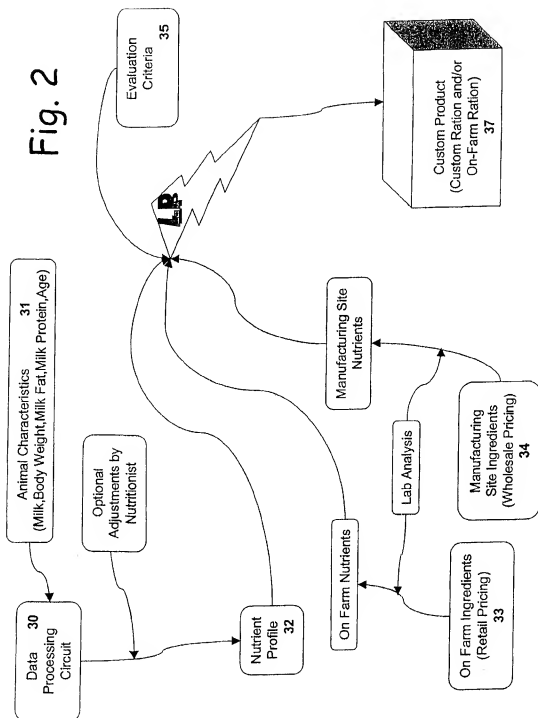 Fig. 2
Animal Characteristics
31
(Milk,Body Weight,Milk Fat,Milk Protein,Age)
Evaluation
Criteria
35
30
Data
Processing
Circuit
Optional
Adjustments by
Nutritionist
LP
Nutrient
Profile
32
On Farm Nutrients
Manufacturing Site
Nutrients
Custom Product
(Custom Ration and/or
On-Farm Ration)
37
Lab Analysis
On Farm Ingredients
(Retail Pricing)
33
Manufacturing
Site Ingredients
(Wholesale Pricing)
34